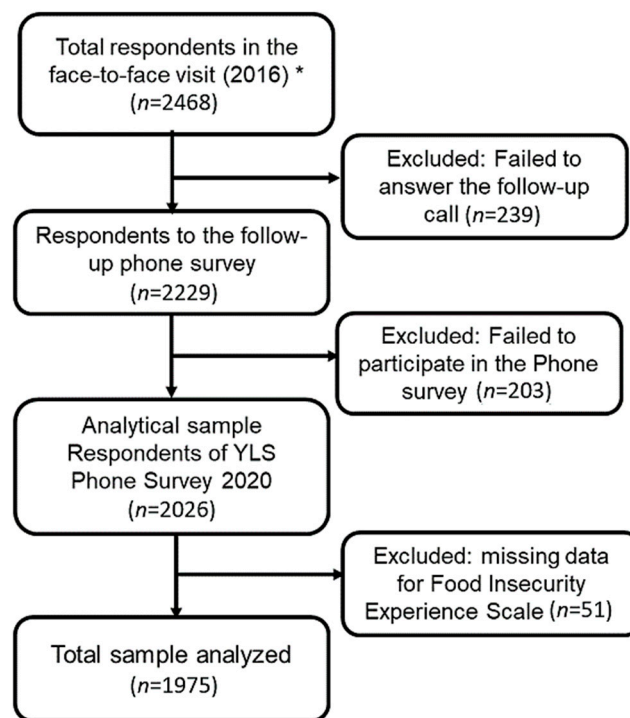 Total respondents in the
face-to-face visit (2016) *
(n=2468)
Excluded: Failed to
answer the follow-up
call (n=239)
Respondents to the follow-
up phone survey
(n=2229)
Excluded: Failed to
participate in the Phone
survey (n=203)
Analytical sample
Respondents of YLS
Phone Survey 2020
(n=2026)
Excluded: missing data
for Food Insecurity
Experience Scale (n=51)
Total sample analyzed
(n=1975)